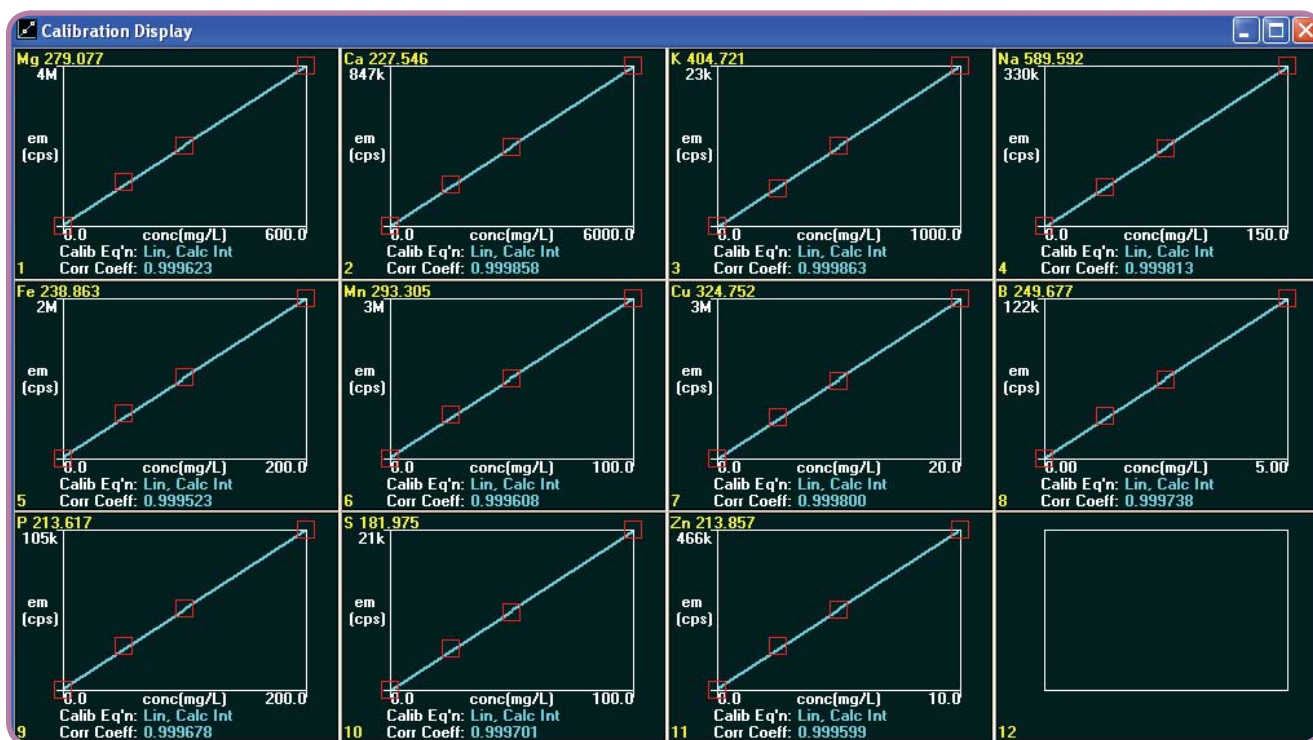 Calibration Display
Mg 279.077
4M
em
(cps)
0.0 conc(mg/L) 600.0
Calib Eq'n: Lin, Calc Int
1 Corr Coeff: 0.999623
Ca 227.546
847k
em
(cps)
0.0 conc(mg/L) 6000.0
Calib Eq'n: Lin, Calc Int
2 Corr Coeff: 0.999858
K 404.721
23k
em
(cps)
0.0 conc(mg/L) 1000.0
Calib Eq'n: Lin, Calc Int
3 Corr Coeff: 0.999863
Na 589.592
330k
em
(cps)
0.0 conc(mg/L) 150.0
Calib Eq'n: Lin, Calc Int
4 Corr Coeff: 0.999813
Fe 238.863
2M
em
(cps)
0.0 conc(mg/L) 200.0
Calib Eq'n: Lin, Calc Int
5 Corr Coeff: 0.999523
Mn 293.305
3M
em
(cps)
0.0 conc(mg/L) 100.0
Calib Eq'n: Lin, Calc Int
6 Corr Coeff: 0.999608
Cu 324.752
3M
em
(cps)
0.0 conc(mg/L) 20.0
Calib Eq'n: Lin, Calc Int
7 Corr Coeff: 0.999800
B 249.677
122k
em
(cps)
0.00 conc(mg/L) 5.00
Calib Eq'n: Lin, Calc Int
8 Corr Coeff: 0.999738
P 213.617
105k
em
(cps)
0.0 conc(mg/L) 200.0
Calib Eq'n: Lin, Calc Int
9 Corr Coeff: 0.999678
S 181.975
21k
em
(cps)
0.0 conc(mg/L) 100.0
Calib Eq'n: Lin, Calc Int
10 Corr Coeff: 0.999701
Zn 213.857
466k
em
(cps)
0.0 conc(mg/L) 10.0
Calib Eq'n: Lin, Calc Int
11 Corr Coeff: 0.999599
12